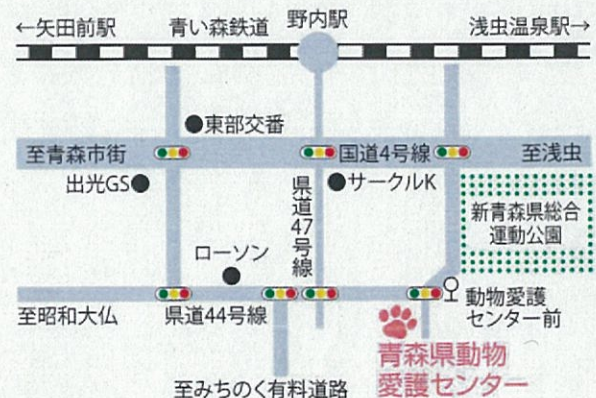 ←矢田前駅
青い森鉄道
野内駅
浅虫温泉駅→
東部交番
至青森市街
国道4号線
至浅虫
出光GS
サークルK
県道47号線
新青森県総合
運動公園
ローソン
至昭和大仏
県道44号線
動物愛護
センター前
青森県動物
愛護センター
至みちのく有料道路